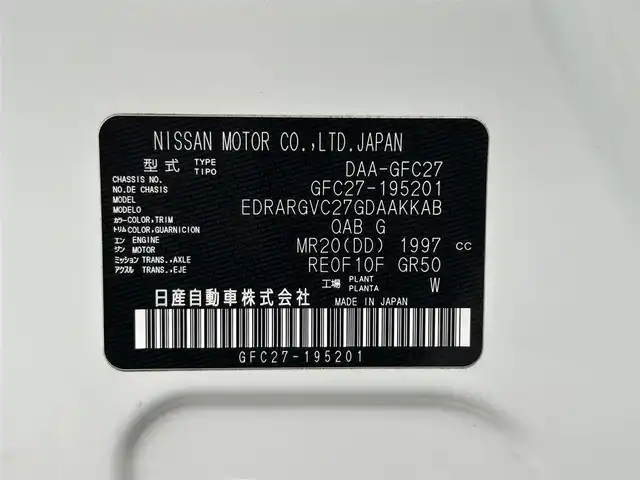 NISSAN MOTOR CO.,LTD.JAPAN
型式 TYPE TIPO DAA-GFC27
CHASSIS NO. NO.DE CHASIS GFC27-195201
MODEL MODELO EDRARGVC27GDAAKKAB
カラー COLOR,TRIM トリム COLOR,GUARNICION QAB G
エン ENGINE ジン MOTOR MR20(DD) 1997 cc
ミッション TRANS.,AXLE アクスル TRANS.,EJE RE0F10F GR50
工場 PLANT PLANTA W
日産自動車株式会社 MADE IN JAPAN
GFC27-195201